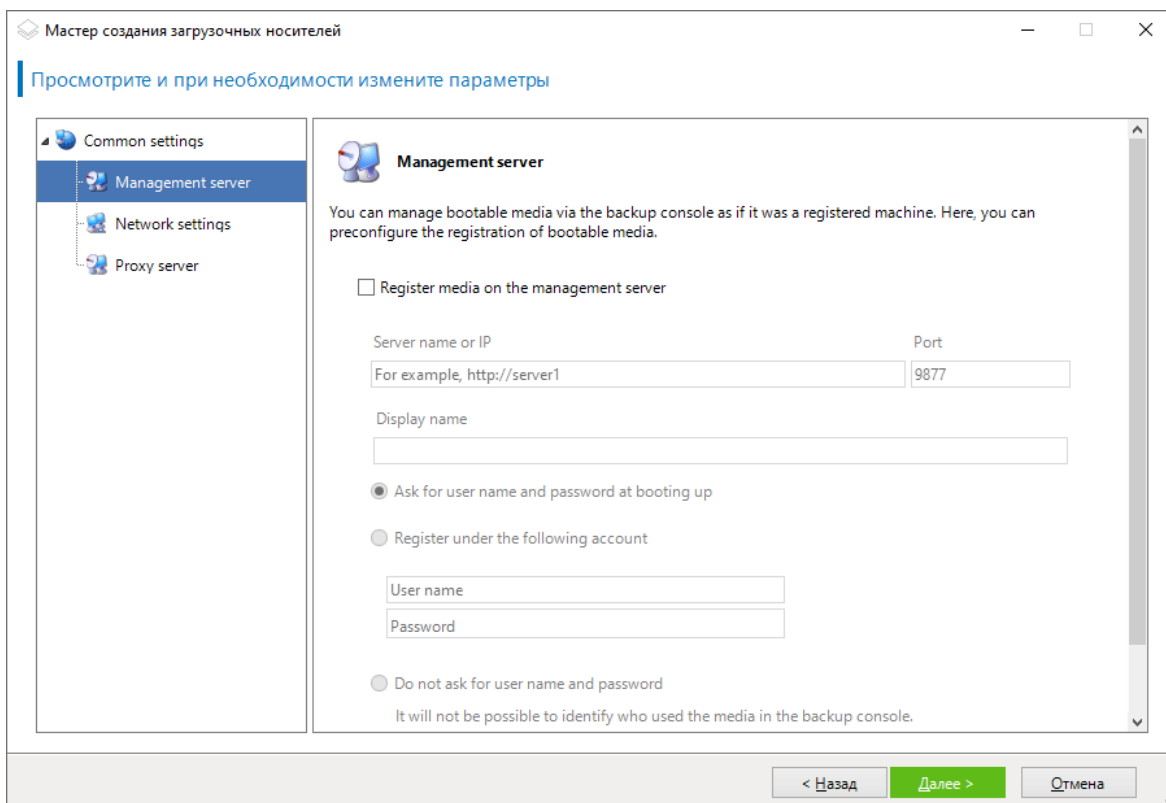 Мастер создания загрузочных носителей
Просмотрите и при необходимости измените параметры
Common settings
Management server
Network settings
Proxy server
Management server
You can manage bootable media via the backup console as if it was a registered machine. Here, you can
preconfigure the registration of bootable media.
Register media on the management server
Server name or IP
Port
For example, http://server1
9877
Display name
Ask for user name and password at booting up
Register under the following account
User name
Password
Do not ask for user name and password
It will not be possible to identify who used the media in the backup console.
< Назад
Далее >
Отмена